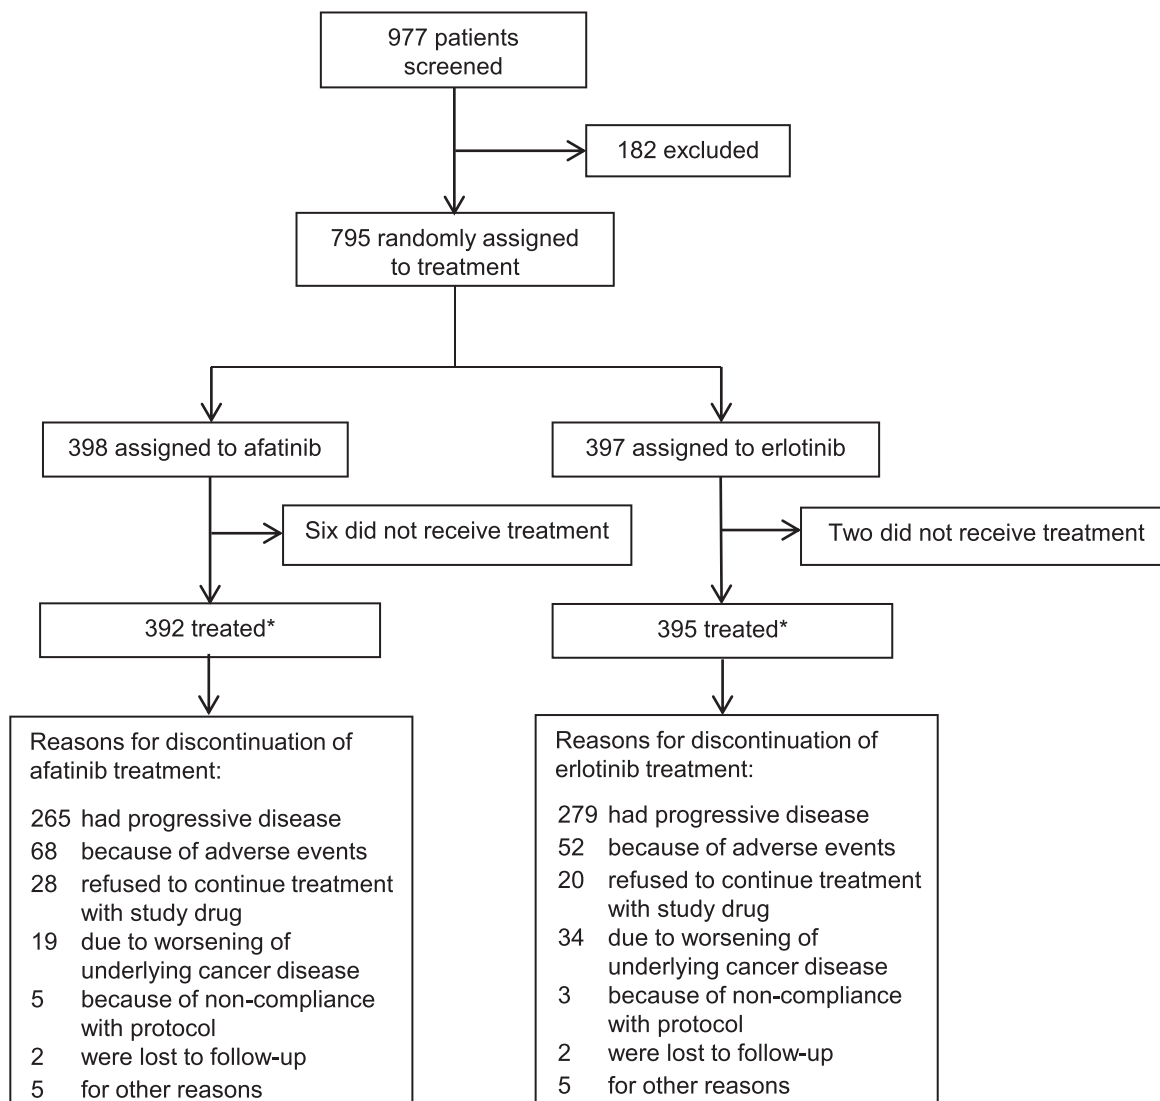 977 patients
screened
182 excluded
795 randomly assigned
to treatment
398 assigned to afatinib
397 assigned to erlotinib
Six did not receive treatment
Two did not receive treatment
392 treated*
395 treated*
Reasons for discontinuation of
afatinib treatment:
265 had progressive disease
68 because of adverse events
28 refused to continue treatment
with study drug
19 due to worsening of
underlying cancer disease
5 because of non-compliance
with protocol
2 were lost to follow-up
5 for other reasons
Reasons for discontinuation of
erlotinib treatment:
279 had progressive disease
52 because of adverse events
20 refused to continue treatment
with study drug
34 due to worsening of
underlying cancer disease
3 because of non-compliance
with protocol
2 were lost to follow-up
5 for other reasons